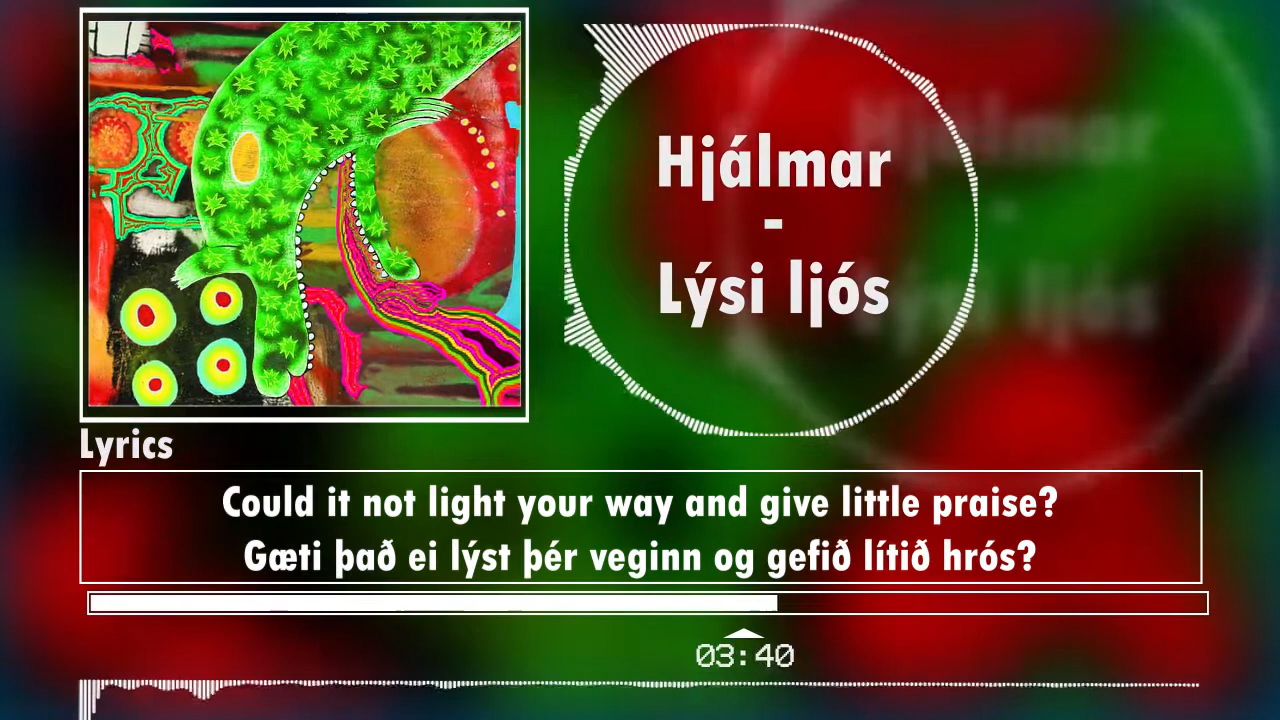 Hjálmar
-
Lýsi ljós
Lyrics
Could it not light your way and give little praise?
Gæti það ei lýst þér veginn og gefið lítið hrós?
03:40